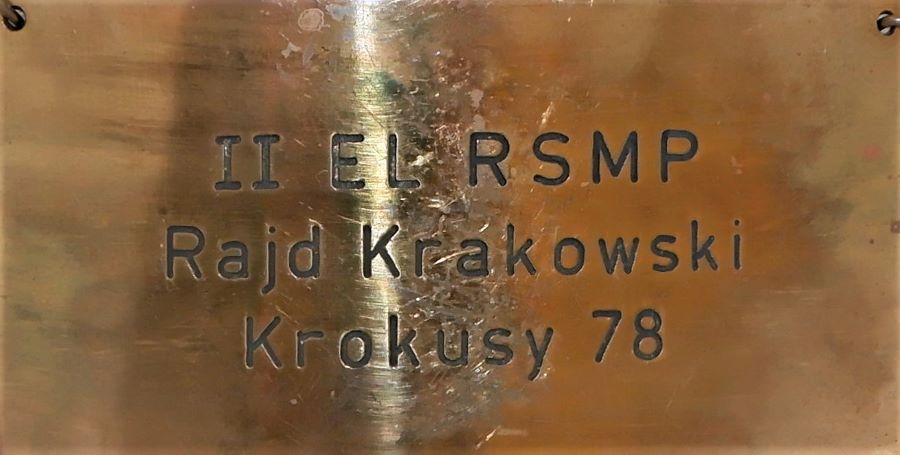 II EL RSMP
Rajd Krakowski
Krokusy 78